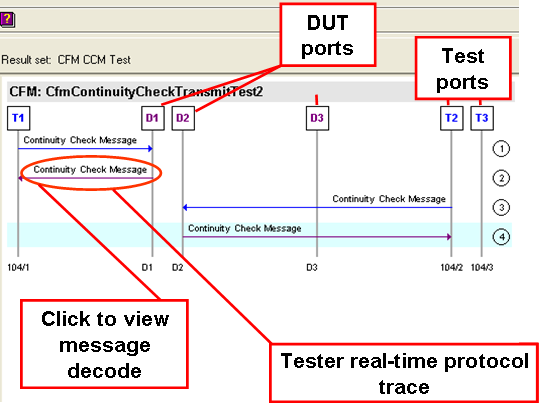 ?
DUT
ports
Result set: CFM CCM Test
Test
ports
CFM: CfmContinuityCheckTransmitTest2
T1 D1 D2 D3 T2 T3
Continuity Check Message 1
Continuity Check Message 2
Continuity Check Message 3
Continuity Check Message 4
104/1 D1 D2 D3 104/2 104/3
Click to view
message
decode
Tester real-time protocol
trace